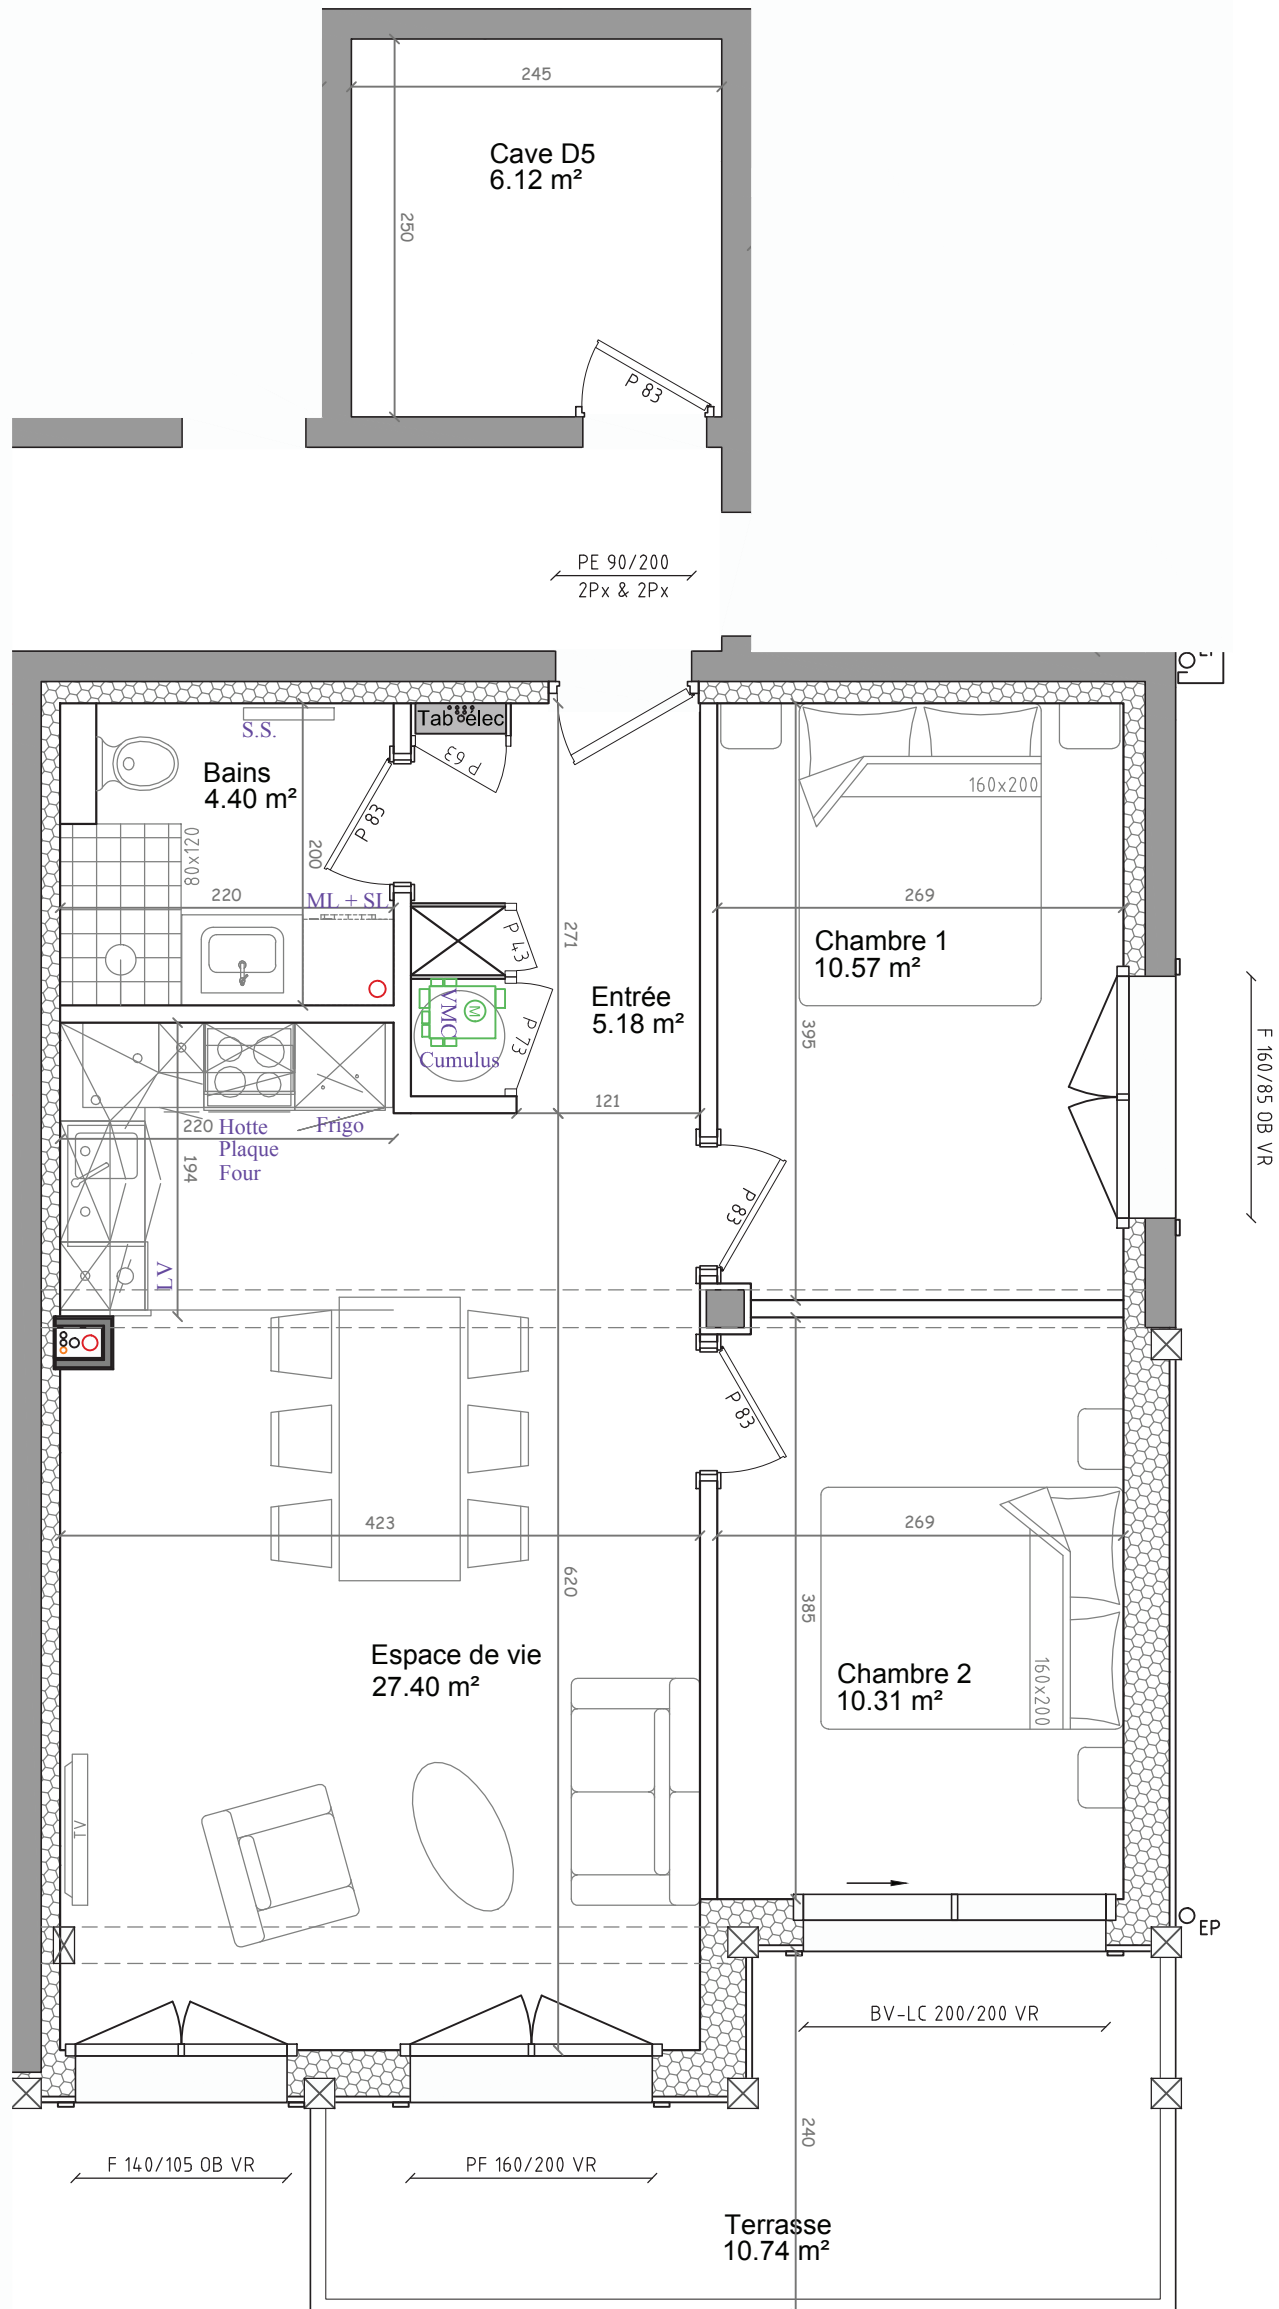 245
Cave D5
6.12 m²
250
P 83
PE 90/200
2Px & 2Px
Tab élec
S.S.
P 63
Bains
4.40 m²
160x200
P 83
80x120
200
220
ML + SL
269
271
P 43
Chambre 1
10.57 m²
Entrée
5.18 m²
VMC
M
P 73
395
Cumulus
F 160/85 OB VR
121
220
Hotte
Plaque
Four
Frigo
194
P 83
LV
P 83
423
269
620
385
Espace de vie
27.40 m²
Chambre 2
10.31 m²
160x200
TV
EP
BV-LC 200/200 VR
240
F 140/105 OB VR
PF 160/200 VR
Terrasse
10.74 m²